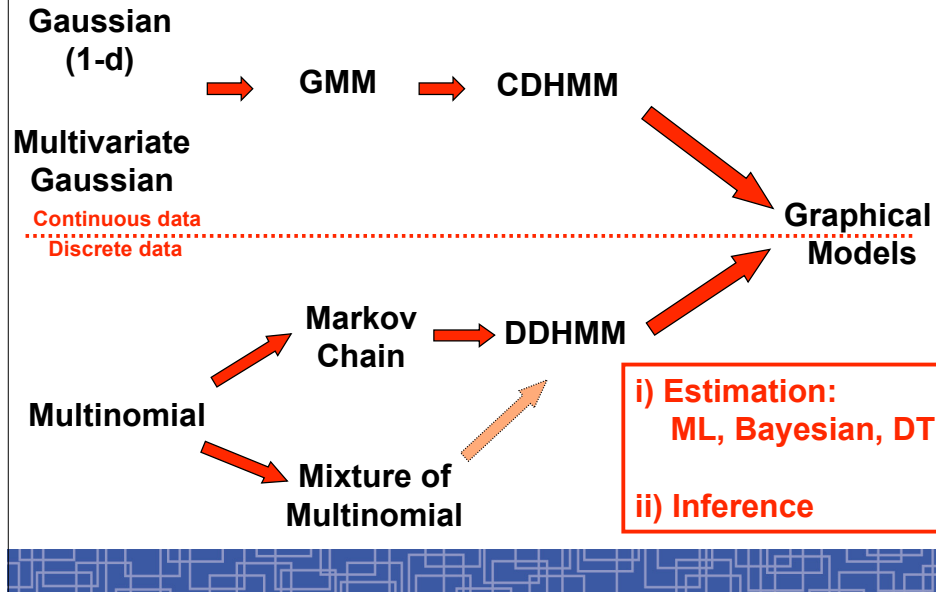 Gaussian
(1-d)
GMM
CDHMM
Multivariate
Gaussian
Continuous data
Discrete data
Graphical
Models
Markov
Chain
DDHMM
Multinomial
Mixture of
Multinomial
i) Estimation:
ML, Bayesian, DT
ii) Inference